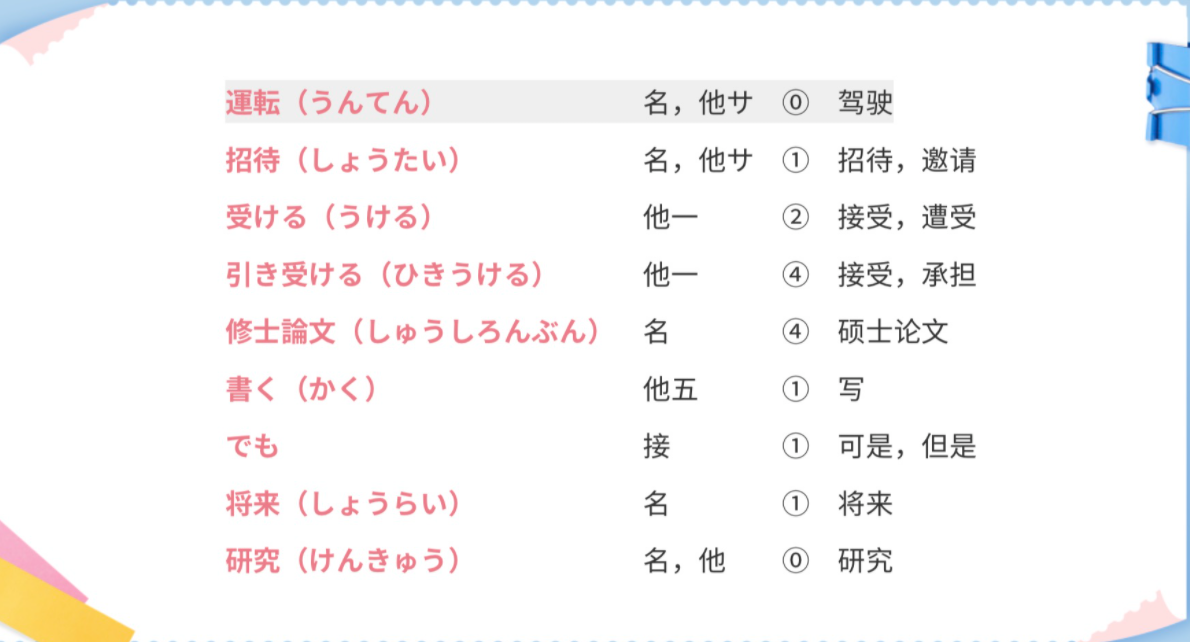 運転（うんてん） 名，他サ ⓪ 驾驶
招待（しょうたい） 名，他サ ① 招待，邀请
受ける（うける） 他一 ② 接受，遭受
引き受ける（ひきうける） 他一 ④ 接受，承担
修士論文（しゅうしろんぶん） 名 ④ 硕士论文
書く（かく） 他五 ① 写
でも 接 ① 可是，但是
将来（しょうらい） 名 ① 将来
研究（けんきゅう） 名，他 ⓪ 研究